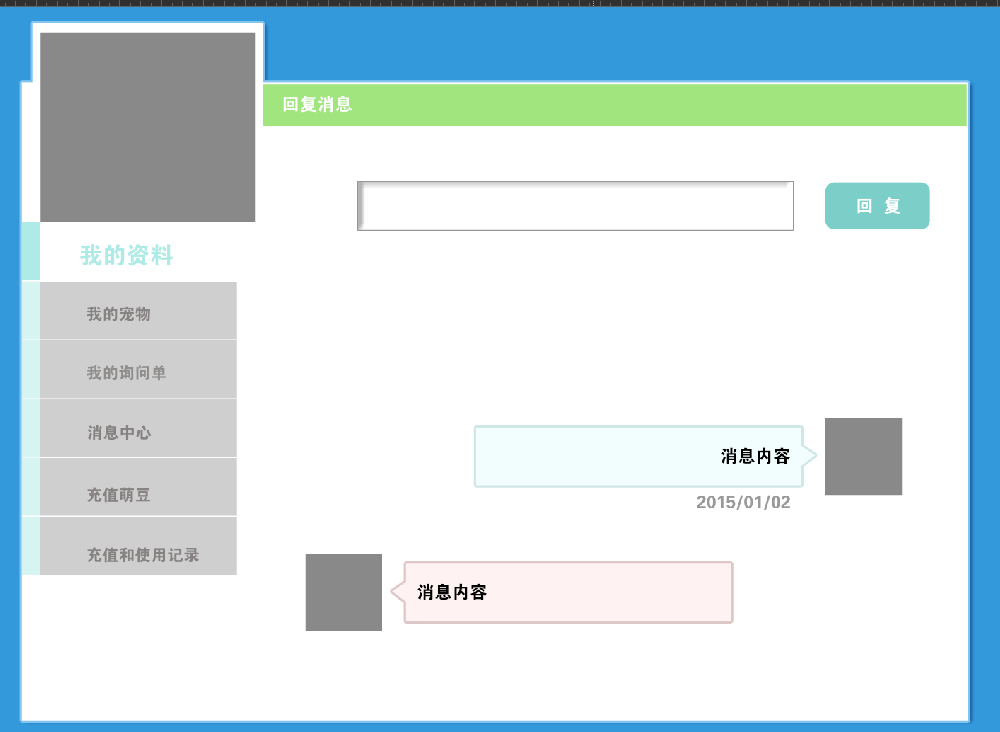 回复消息
回 复
我的资料
我的宠物
我的询问单
消息中心
充值萌豆
充值和使用记录
消息内容
2015/01/02
消息内容